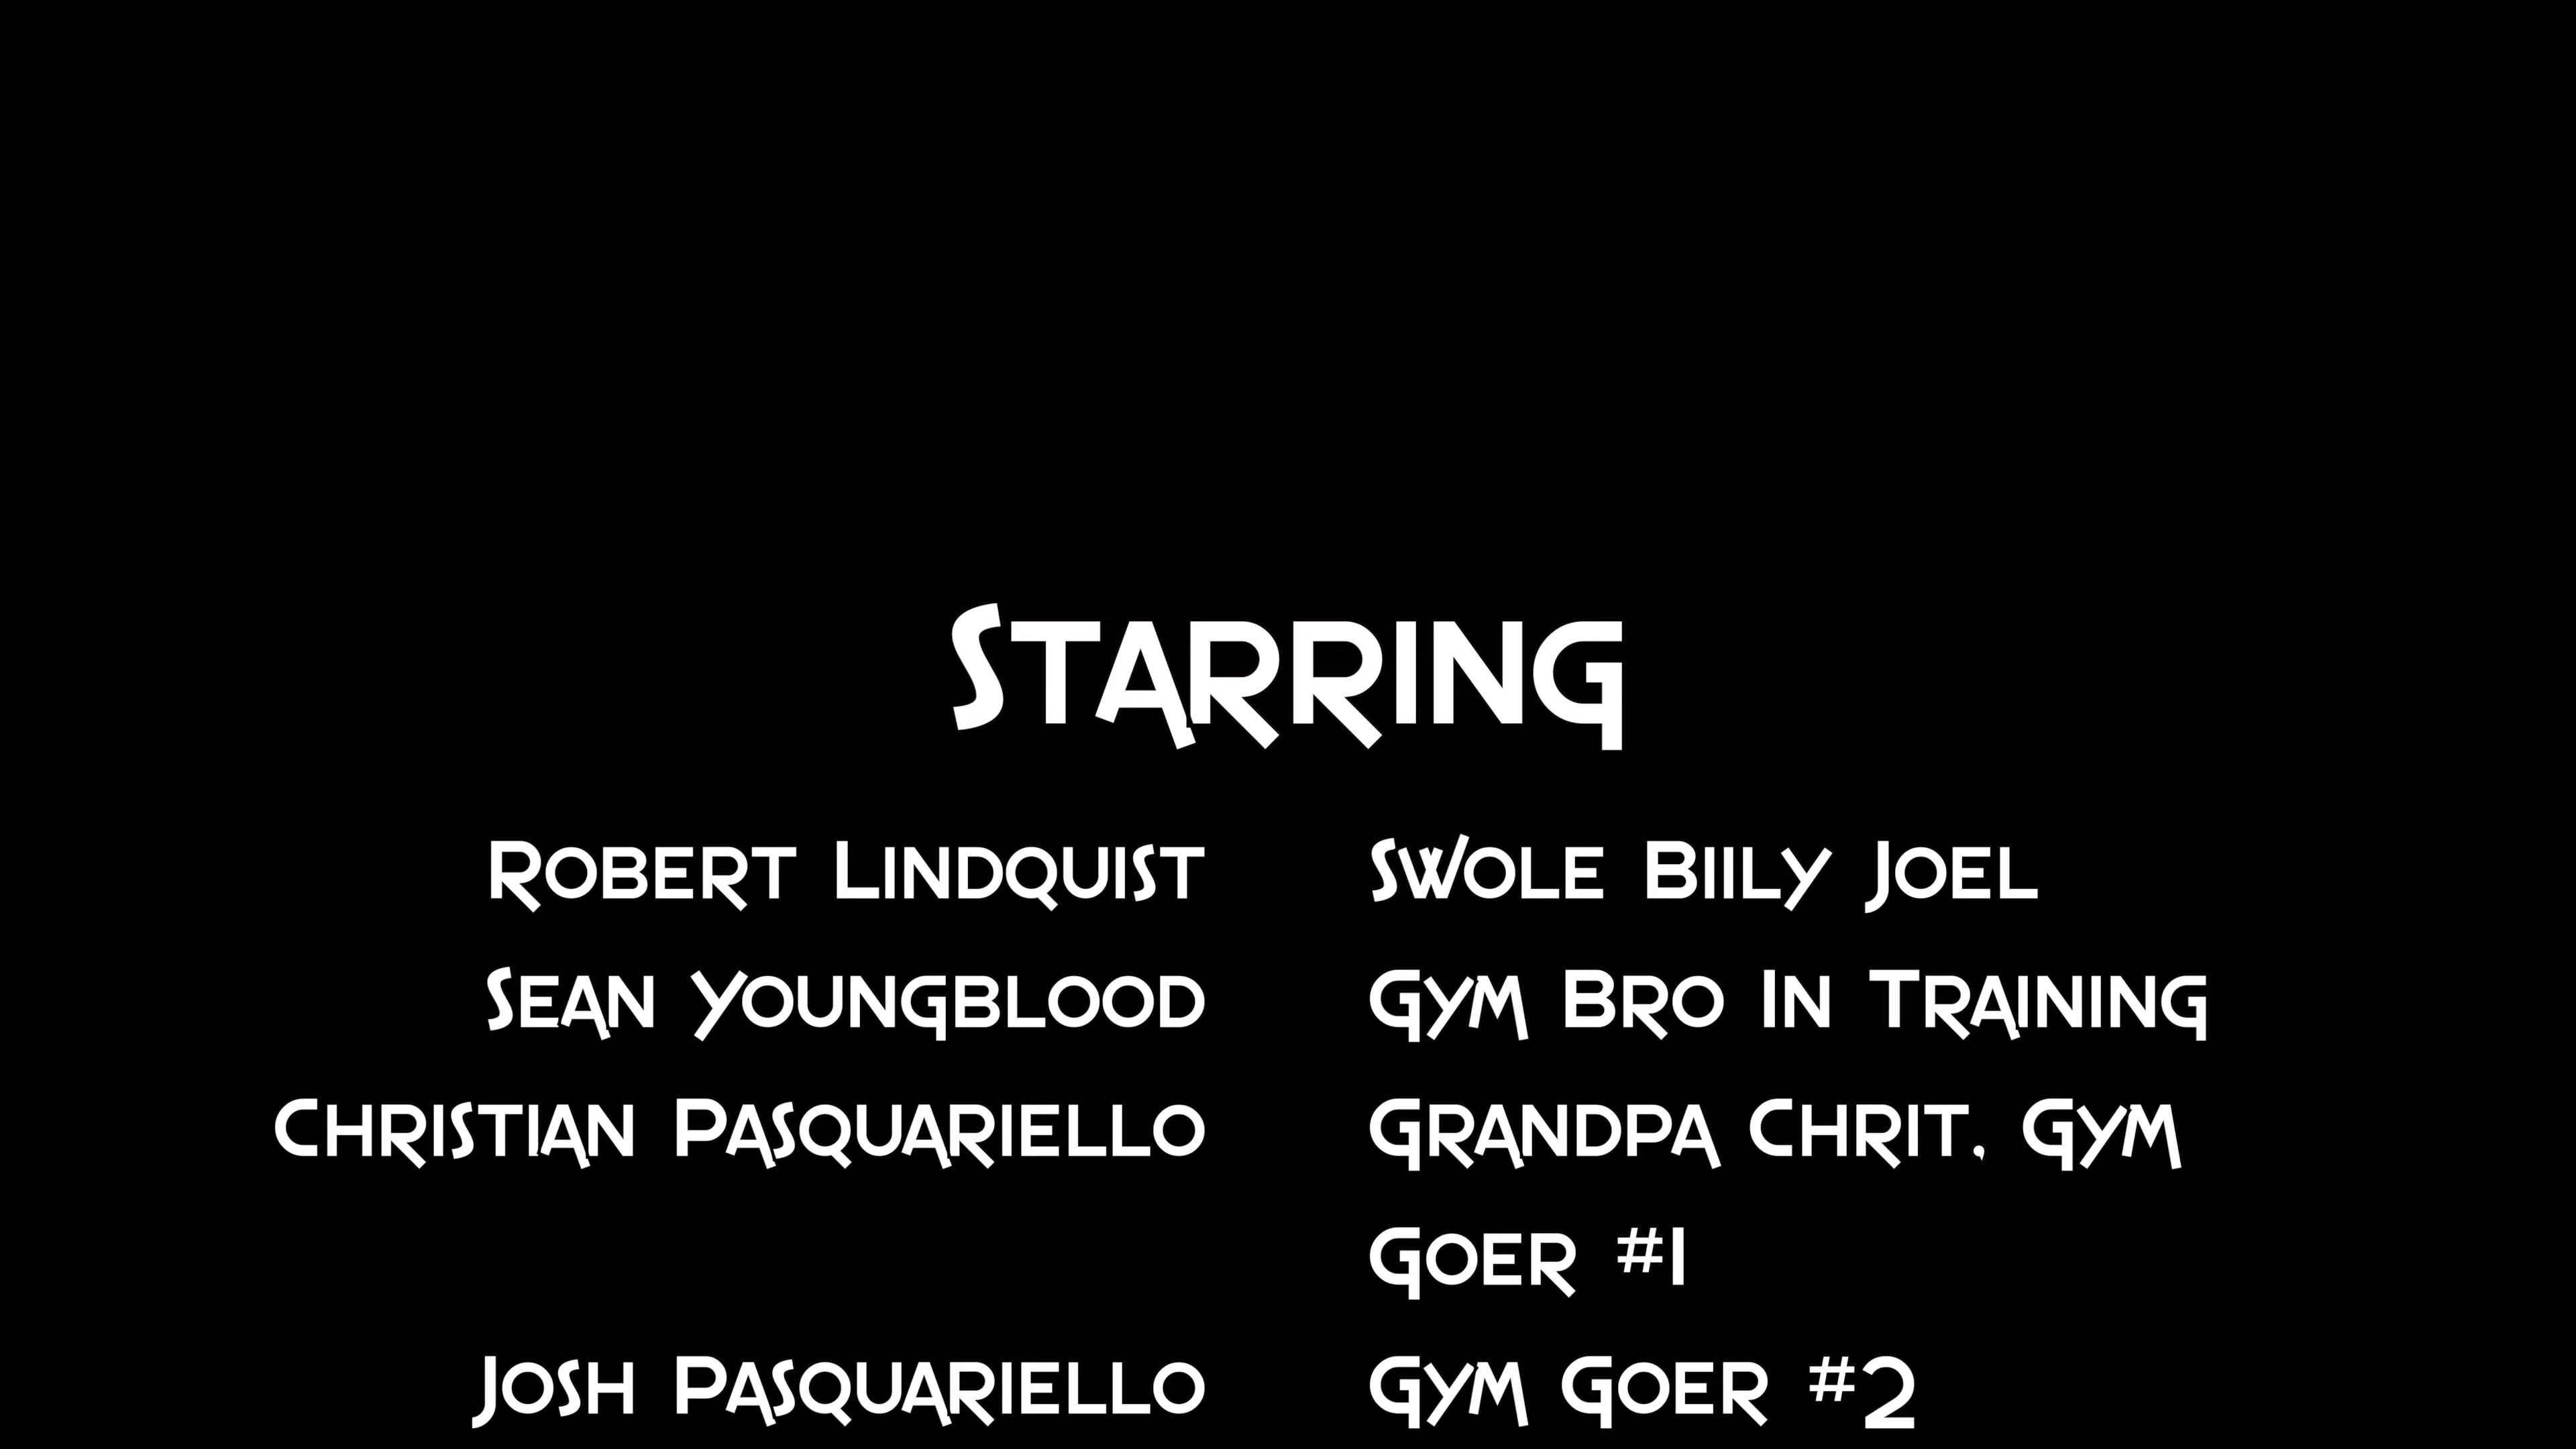 Starring
Robert Lindquist Swole Biily Joel
Sean Youngblood Gym Bro In Training
Christian Pasquariello Grandpa Chrit, Gym
Goer #1
Josh Pasquariello Gym Goer #2